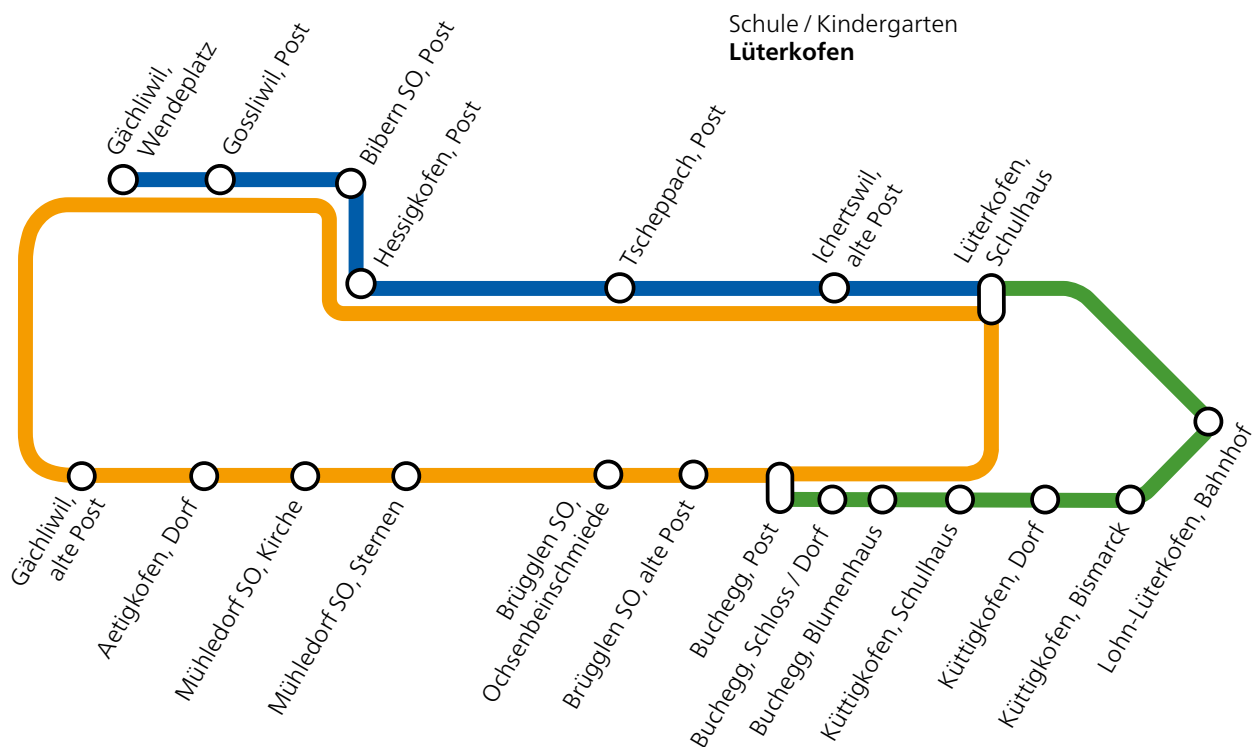 Schule / Kindergarten
Lüterkofen
Gächliwil,
Wendeplatz
Gossliwil, Post
Bibern SO, Post
Hessigkofen, Post
Tscheppach, Post
Ichertswil,
alte Post
Lüterkofen,
Schulhaus
Gächliwil,
alte Post
Aetigkofen, Dorf
Mühledorf SO, Kirche
Mühledorf SO, Sternen
Brügglen SO,
Ochsenbeinschmiede
Brügglen SO, alte Post
Buchegg, Post
Buchegg, Schloss / Dorf
Buchegg, Blumenhaus
Küttigkofen, Schulhaus
Küttigkofen, Dorf
Küttigkofen, Bismarck
Lohn-Lüterkofen, Bahnhof